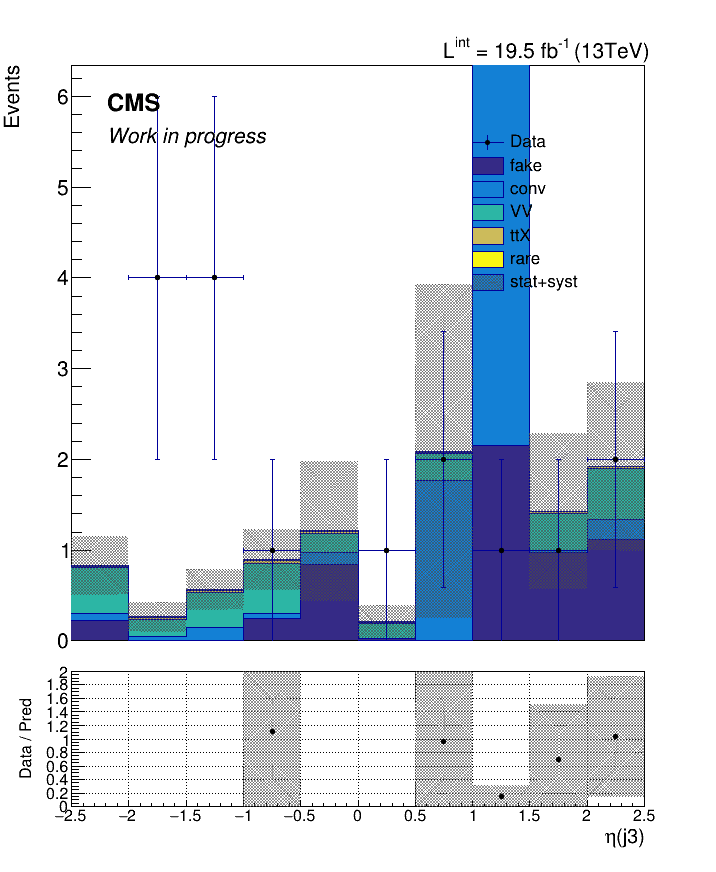 L^int = 19.5 fb^-1 (13TeV)
Events
CMS
Work in progress
Data
fake
conv
VV
ttX
rare
stat+syst
6
5
4
3
2
1
0
Data / Pred
2
1.8
1.6
1.4
1.2
1
0.8
0.6
0.4
0.2
0
−2.5 −2 −1.5 −1 −0.5 0 0.5 1 1.5 2 2.5
η(j3)